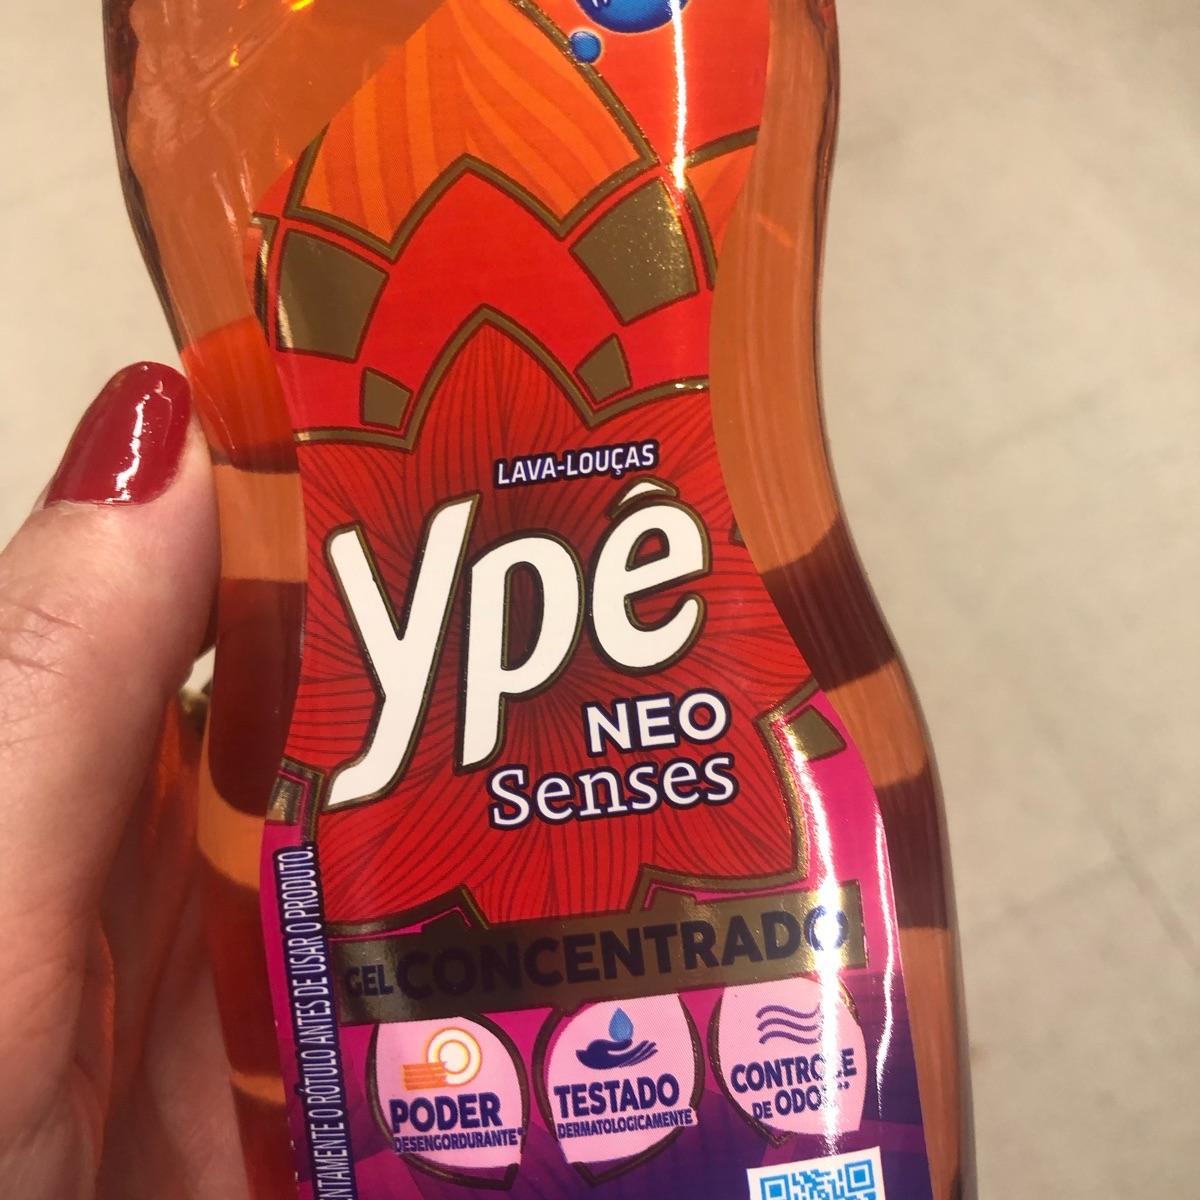 LAVA-LOUÇAS
Ypê
NEO
Senses
GEL CONCENTRADO
PODER
DESENGORDURANTE*
TESTADO
DERMATOLOGICAMENTE
CONTROLE
DE ODOR**
O RÓTULO ANTES DE USAR O PRODUTO.